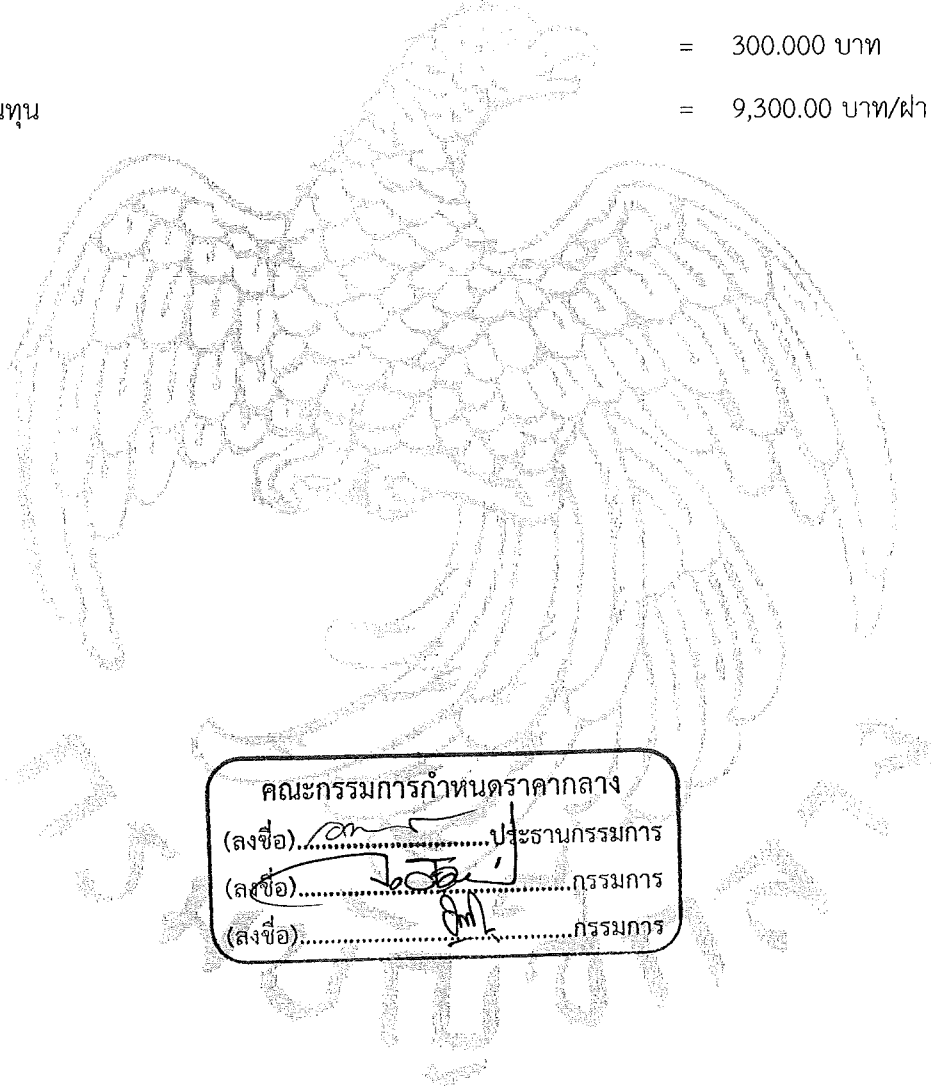 = 300.000 บาท
นทุน = 9,300.00 บาท/ฝา
คณะกรรมการกำหนดราคากลาง
(ลงชื่อ)........................ประธานกรรมการ
(ลงชื่อ)........................กรรมการ
(ลงชื่อ)........................กรรมการ